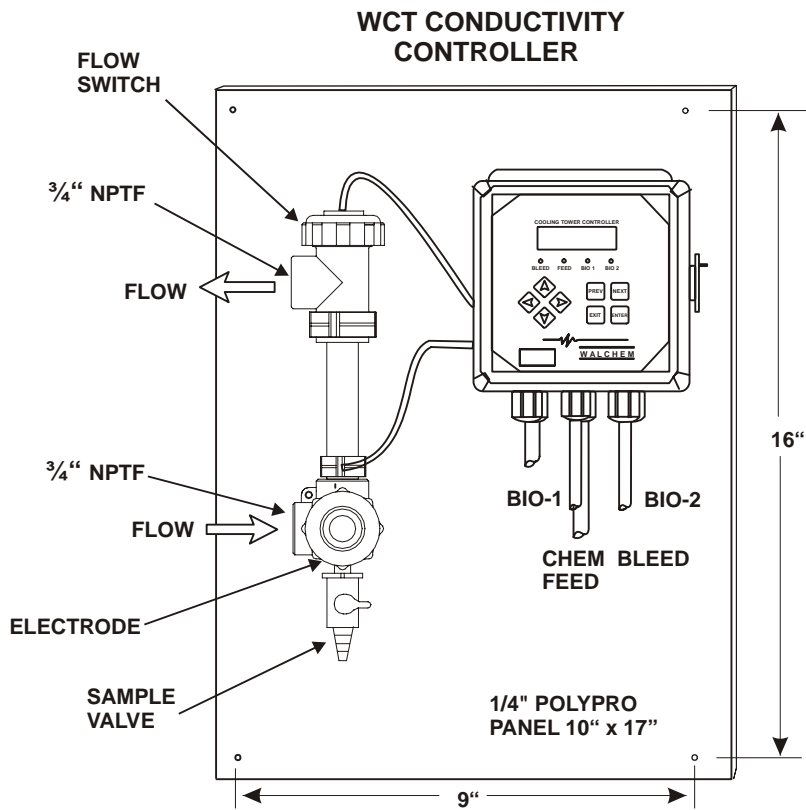 WCT CONDUCTIVITY
CONTROLLER
FLOW
SWITCH
¾“ NPTF
FLOW
COOLING TOWER CONTROLLER
BLEED FEED BIO 1 BIO 2
PREV NEXT
EXIT ENTER
WALCHEM
16“
¾“ NPTF
FLOW
BIO-1 BIO-2
CHEM BLEED
FEED
ELECTRODE
SAMPLE
VALVE
1/4" POLYPRO
PANEL 10“ x 17”
9“